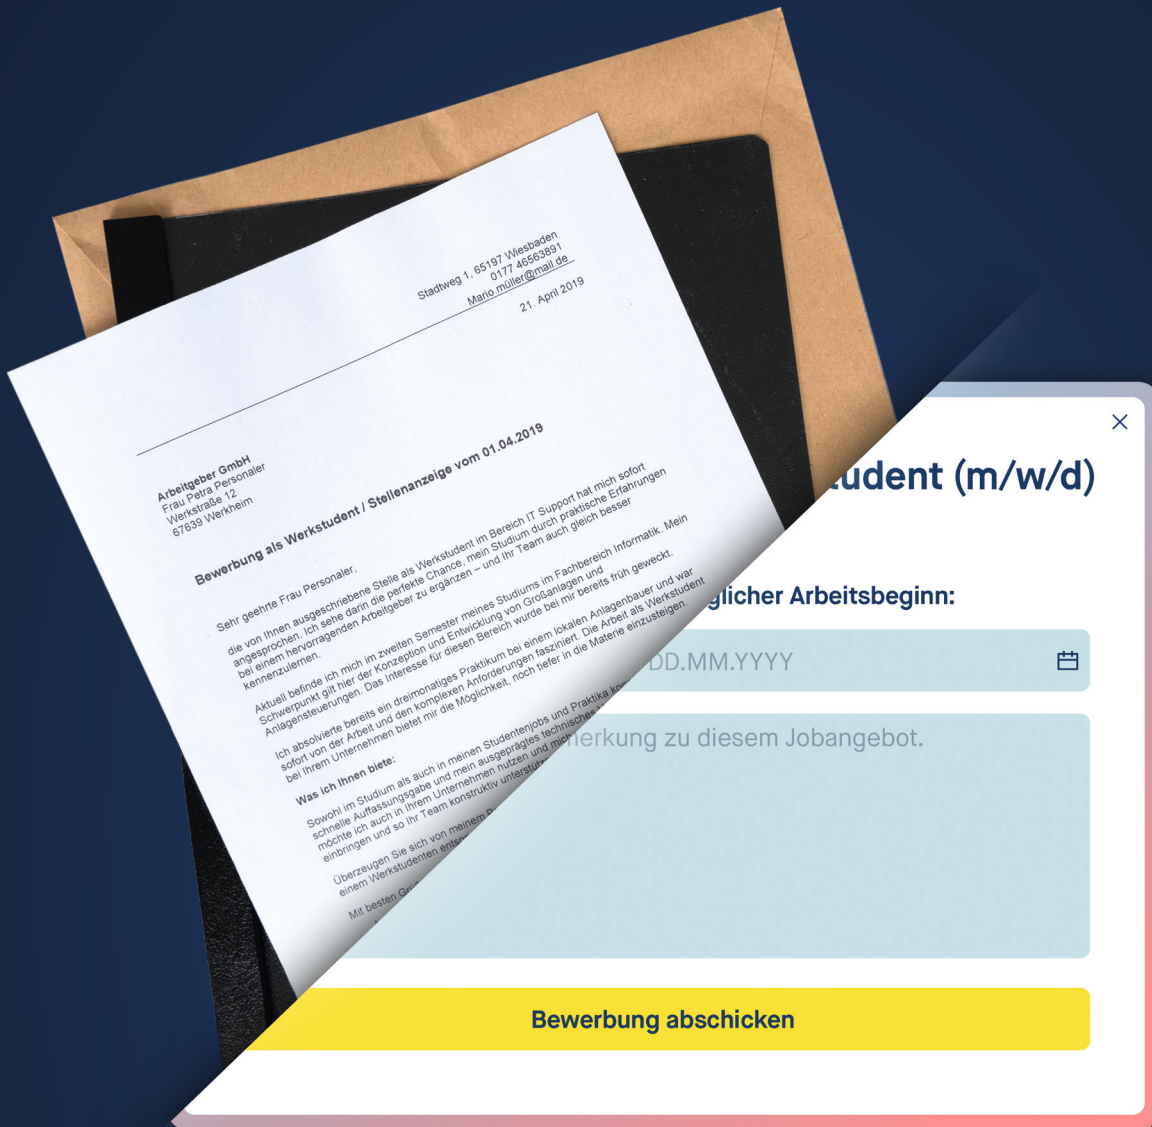 Stadtweg 1, 65197 Wiesbaden
0177 46563891
Mario.müller@mail.de
21. April 2019
Arbeitgeber GmbH
Frau Petra Personaler
Werkstraße 12
67639 Werkheim
Bewerbung als Werkstudent / Stellenanzeige vom 01.04.2019
Sehr geehrte Frau Personaler,
die von Ihnen ausgeschriebene Stelle als Werkstudent im Bereich IT Support hat mich sofort
angesprochen. Ich sehe darin die perfekte Chance, mein Studium durch praktische Erfahrungen
bei einem hervorragenden Arbeitgeber zu ergänzen – und Ihr Team auch gleich besser
kennenzulernen.
Aktuell befinde ich mich im zweiten Semester meines Studiums im Fachbereich Informatik. Mein
Schwerpunkt gilt hier der Konzeption und Entwicklung von Großanlagen und
Anlagensteuerungen. Das Interesse für diesen Bereich wurde bei mir bereits früh geweckt.
Ich absolvierte bereits ein dreimonatiges Praktikum bei einem lokalen Anlagenbauer und war
sofort von der Arbeit und den komplexen Anforderungen fasziniert. Die Arbeit als Werkstudent
bei Ihrem Unternehmen bietet mir die Möglichkeit, noch tiefer in die Materie einzusteigen.
Was ich Ihnen biete:
Sowohl im Studium als auch in meinen Studentenjobs und Praktika
schnelle Auffassungsgabe und mein ausgeprägtes technisches
möchte ich auch in Ihrem Unternehmen nutzen und mich
einbringen und so Ihr Team konstruktiv
Überzeugen Sie sich von meinem
einem Werkstudenten
Mit besten
tudent (m/w/d)
glicher Arbeitsbeginn:
DD.MM.YYYY
merkung zu diesem Jobangebot.
Bewerbung abschicken